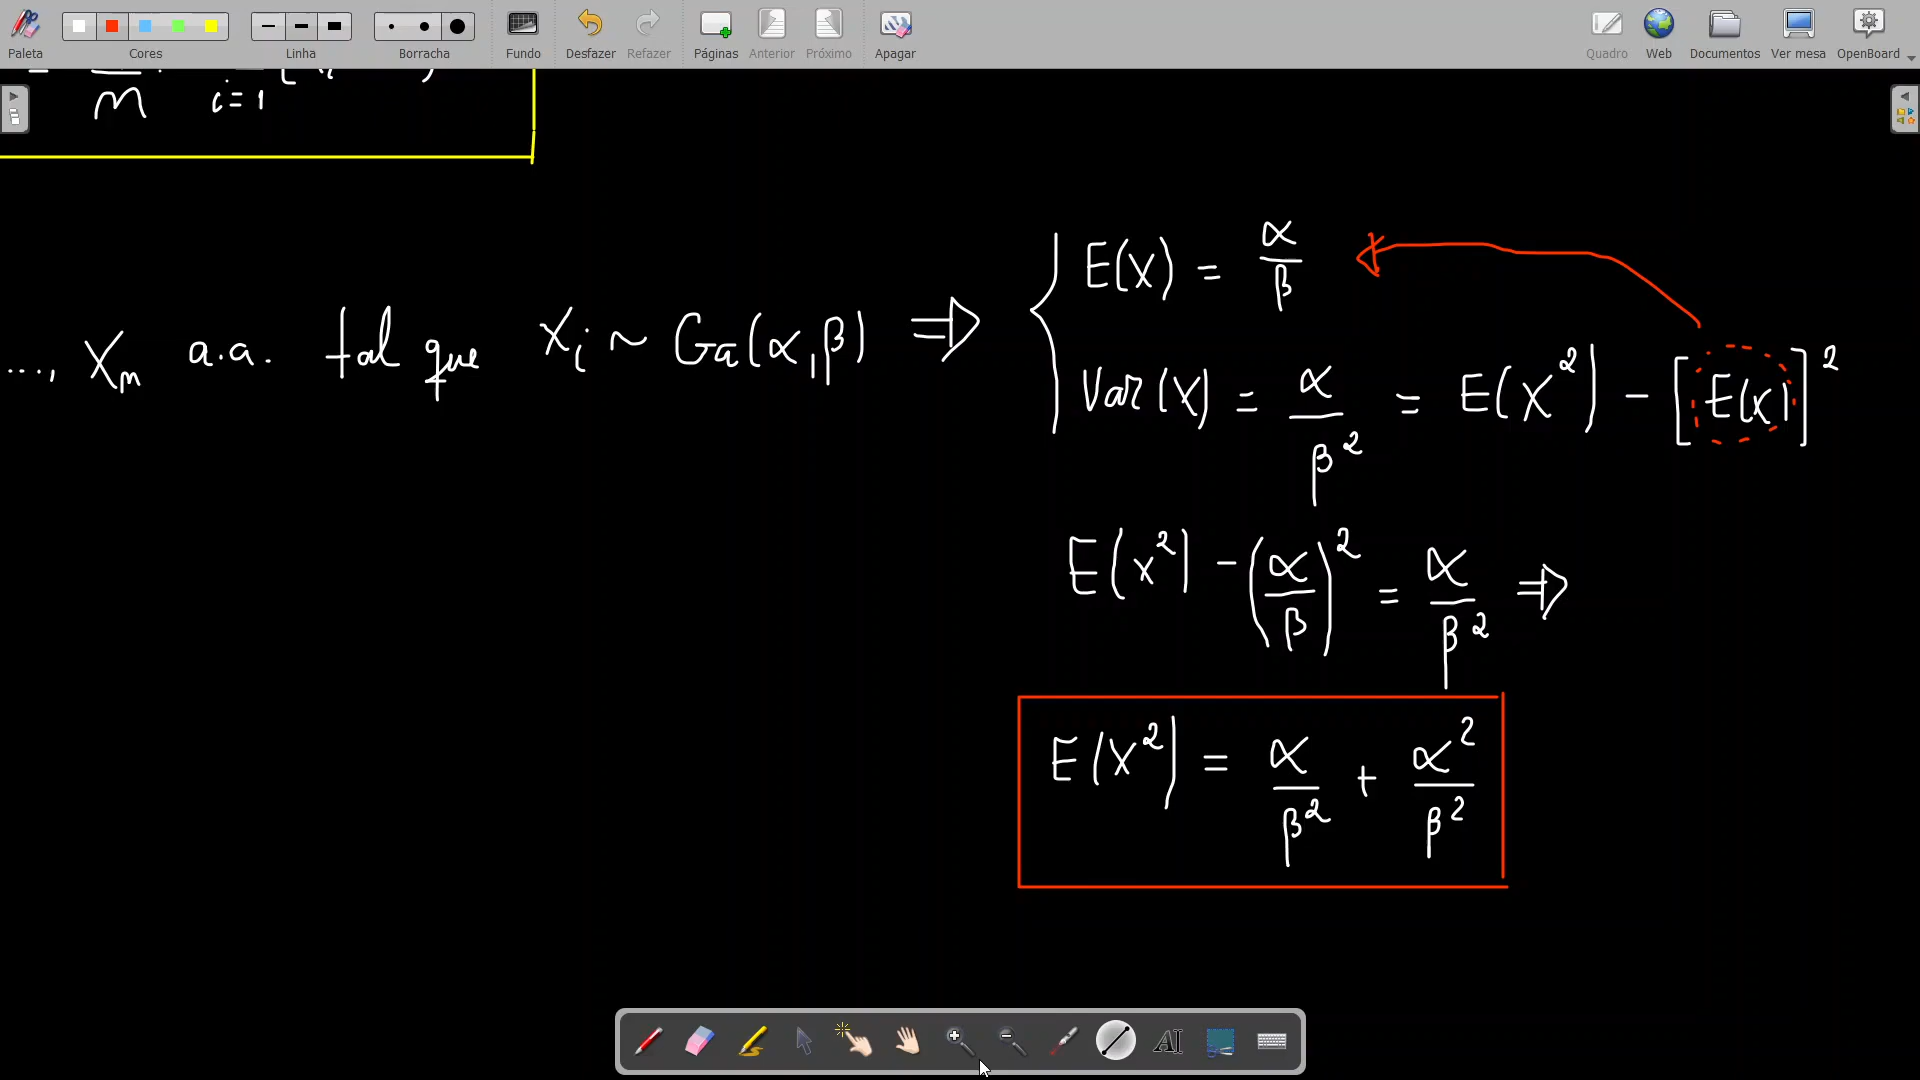 Paleta Cores Linha Borracha Fundo Desfazer Refazer Páginas Anterior Próximo Apagar Quadro Web Documentos Ver mesa OpenBoard
m i=1
..., Xm a.a. tal que Xi ~ Ga(α,β) ⇒
E(X) = α/β
Var(X) = α/β² = E(X²) - [E(X)]²
E(x²) - (α/β)² = α/β² ⇒
E(X²) = α/β² + α²/β²
AI